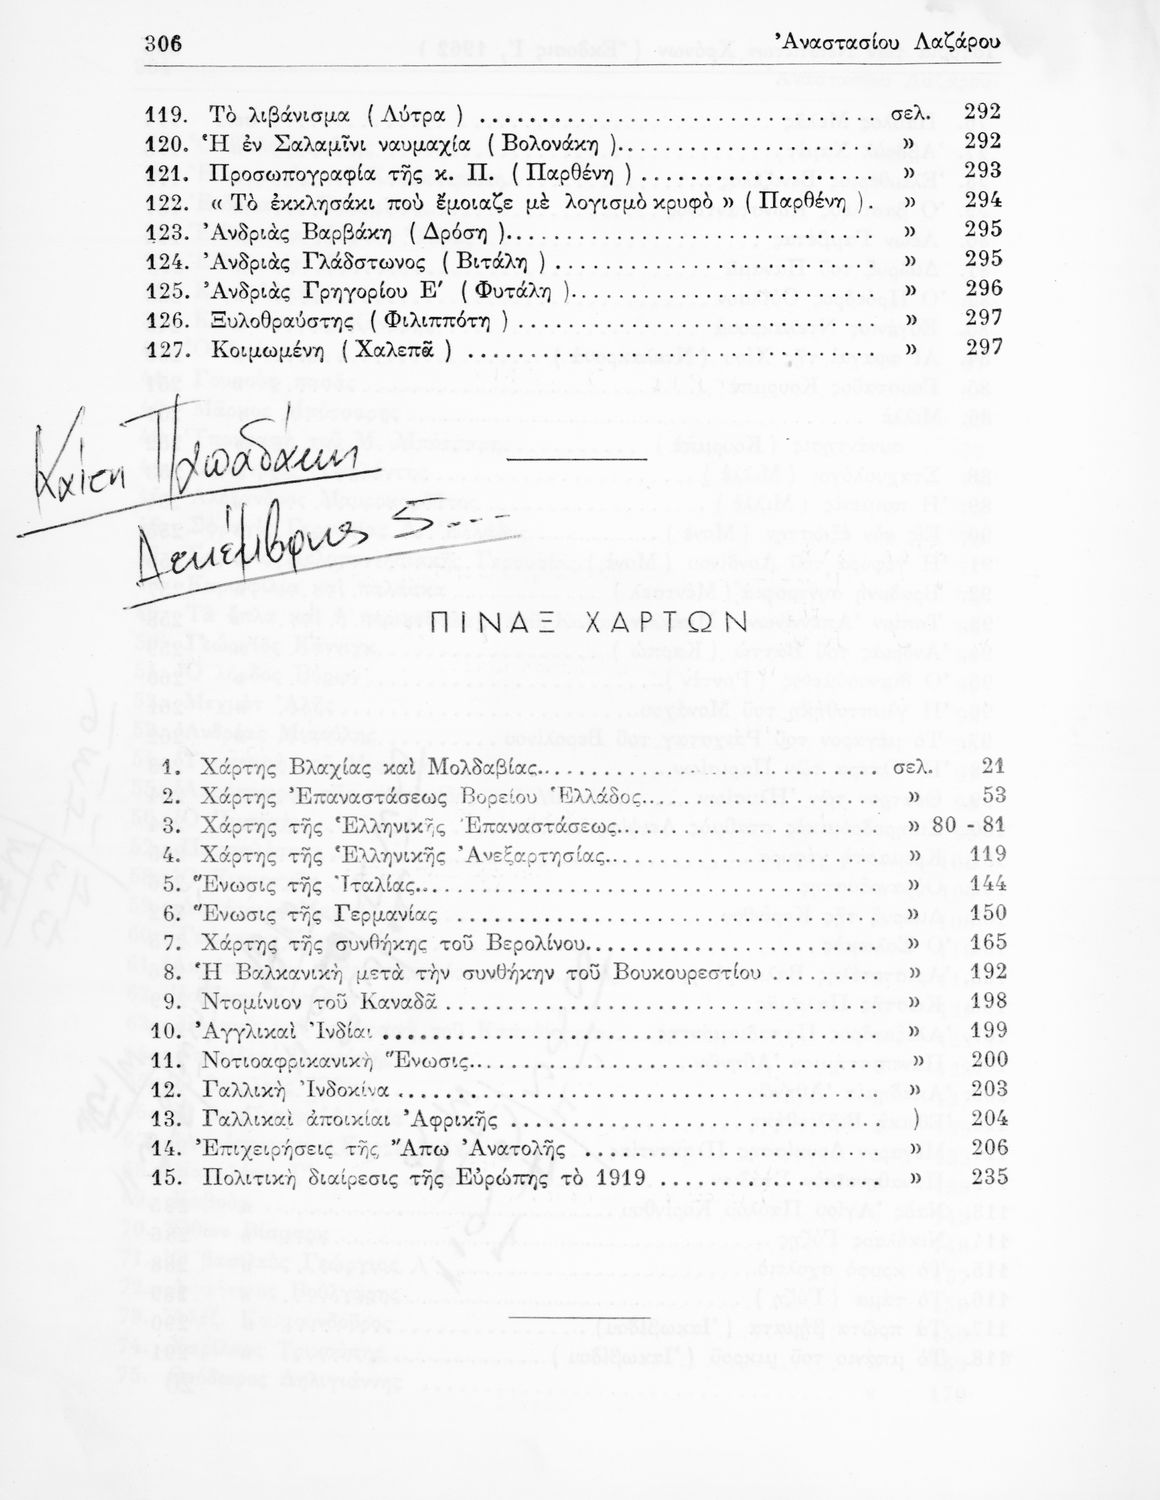 306 Ἀναστασίου Λαζάρου
119. Τὸ λιβάνισμα ( Λύτρα ) ................................ σελ. 292
120. Ἡ ἐν Σαλαμῖνι ναυμαχία ( Βολονάκη )..................... » 292
121. Προσωπογραφία τῆς κ. Π. ( Παρθένη ) ................... » 293
122. « Τὸ ἐκκλησάκι ποὺ ἔμοιαζε μὲ λογισμὸ κρυφὸ » ( Παρθένη ). » 294
123. Ἀνδριὰς Βαρβάκη ( Δρόση )............................... » 295
124. Ἀνδριὰς Γλάδστωνος ( Βιτάλη ) .......................... » 295
125. Ἀνδριὰς Γρηγορίου Ε' ( Φυτάλη )......................... » 296
126. Ξυλοθραύστης ( Φιλιππότη ) ............................. » 297
127. Κοιμωμένη ( Χαλεπᾶ ) .................................. » 297
Καίτη Παπαδάκη
Δεκέμβρης 5...
ΠΙΝΑΞ ΧΑΡΤΩΝ
1. Χάρτης Βλαχίας καὶ Μολδαβίας............................ σελ. 21
2. Χάρτης Ἐπαναστάσεως Βορείου Ἑλλάδος.................... » 53
3. Χάρτης τῆς Ἑλληνικῆς Ἐπαναστάσεως...................... » 80 - 81
4. Χάρτης τῆς Ἑλληνικῆς Ἀνεξαρτησίας....................... » 119
5. Ἕνωσις τῆς Ἰταλίας...................................... » 144
6. Ἕνωσις τῆς Γερμανίας ................................... » 150
7. Χάρτης τῆς συνθήκης τοῦ Βερολίνου....................... » 165
8. Ἡ Βαλκανικὴ μετὰ τὴν συνθήκην τοῦ Βουκουρεστίου ......... » 192
9. Ντομίνιον τοῦ Καναδᾶ ................................... » 198
10. Ἀγγλικαὶ Ἰνδίαι ........................................ » 199
11. Νοτιοαφρικανικὴ Ἕνωσις................................. » 200
12. Γαλλικὴ Ἰνδοκίνα ....................................... » 203
13. Γαλλικαὶ ἀποικίαι Ἀφρικῆς .............................. ) 204
14. Ἐπιχειρήσεις τῆς Ἄπω Ἀνατολῆς ........................ » 206
15. Πολιτικὴ διαίρεσις τῆς Εὐρώπης τὸ 1919 .................. » 235